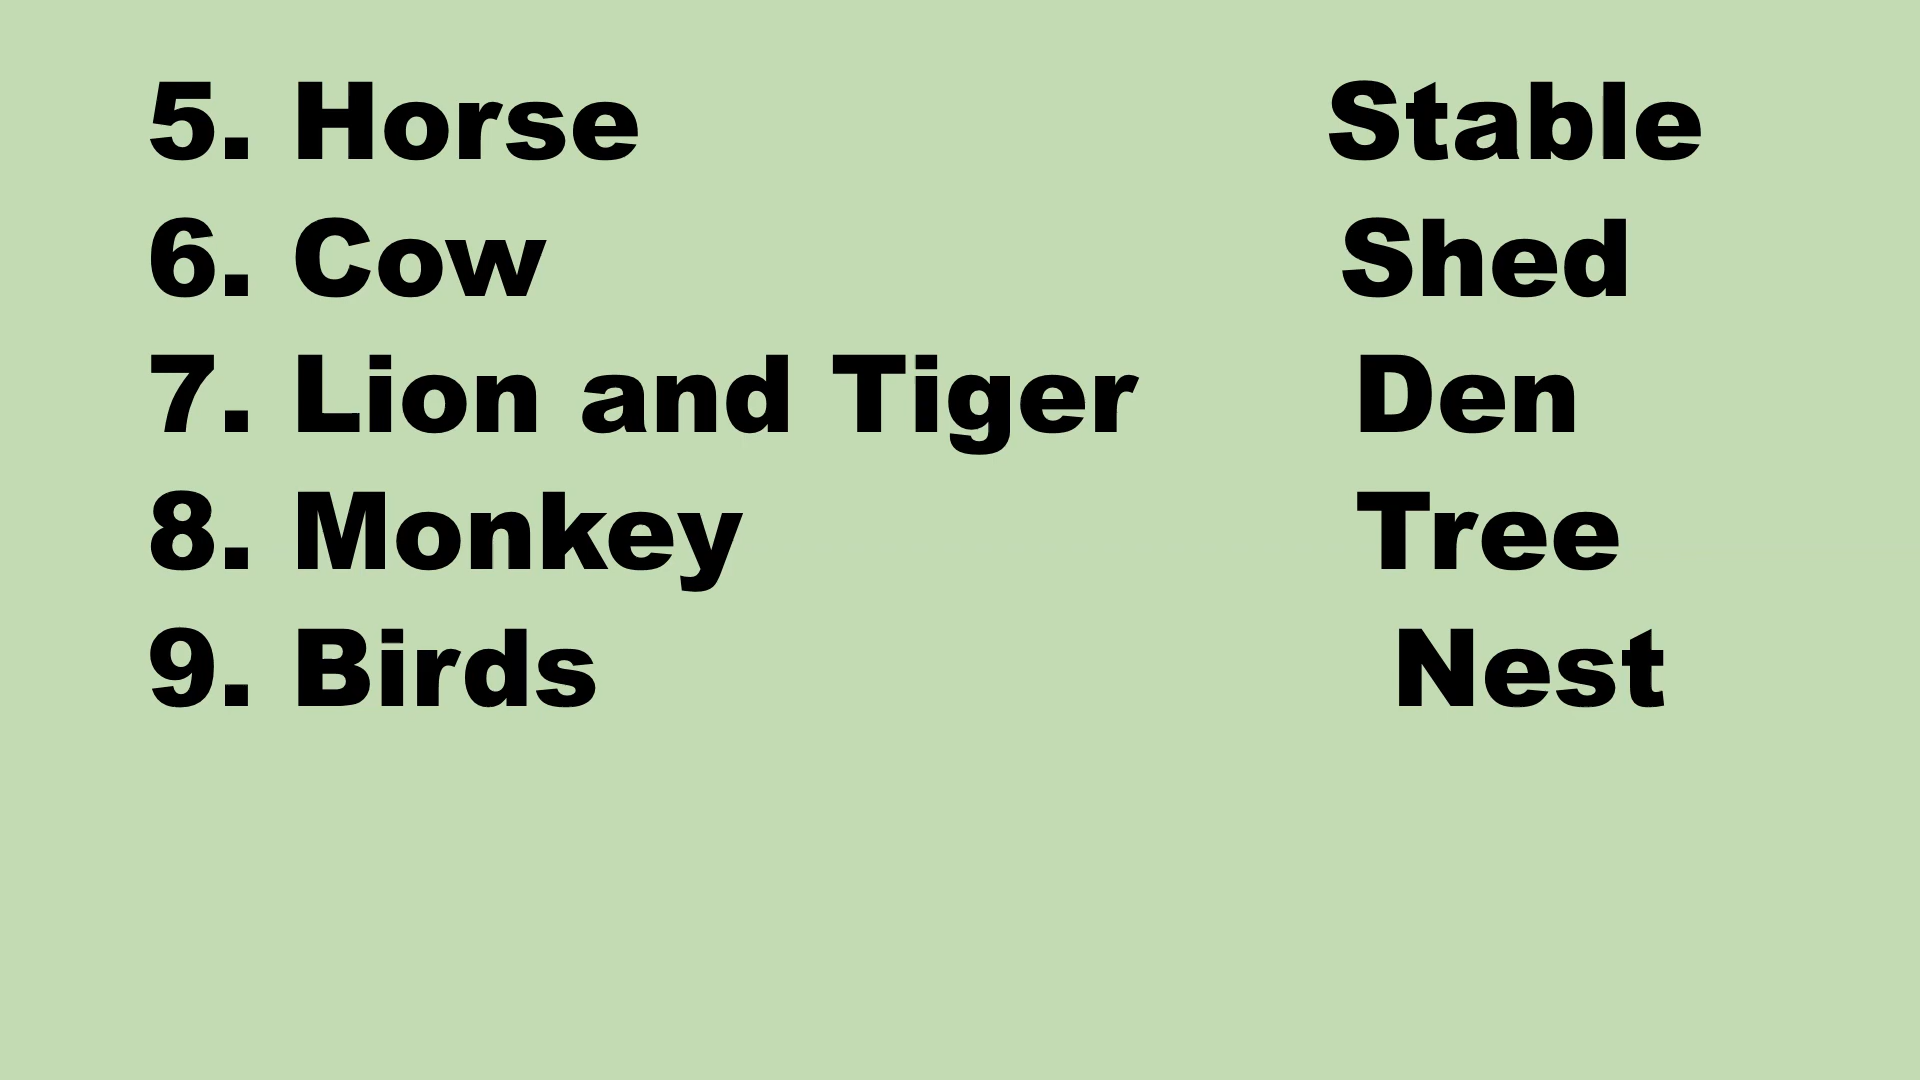 5. Horse Stable
6. Cow Shed
7. Lion and Tiger Den
8. Monkey Tree
9. Birds Nest